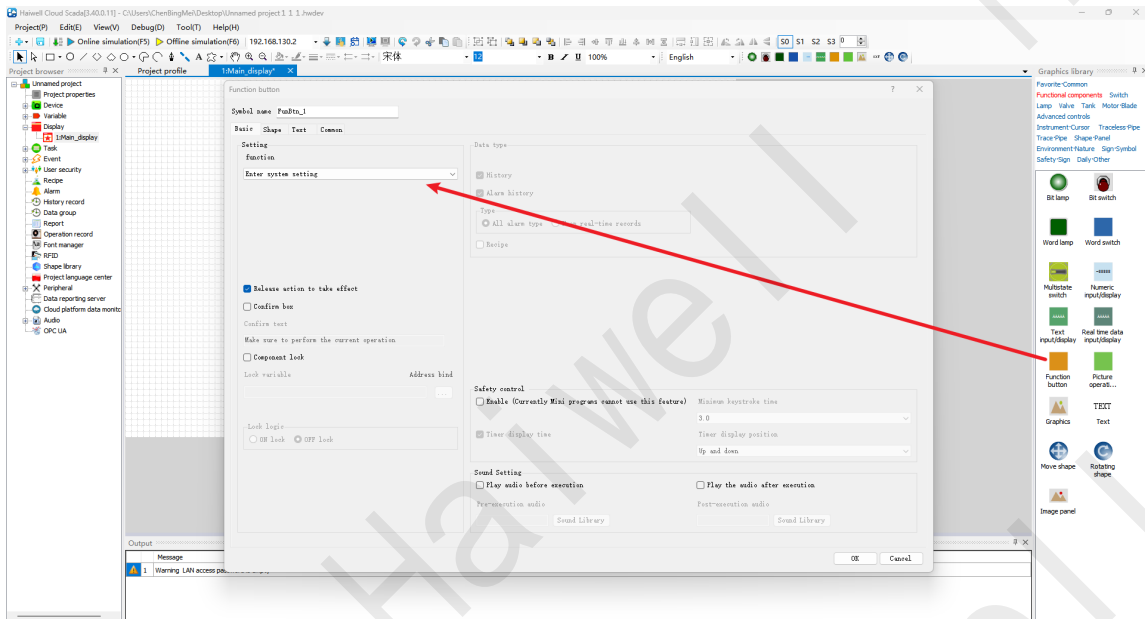 Haiwell Cloud Scada[3.40.0.11] - C:\Users\ChenBingMei\Desktop\Unnamed project 1 1 1.hwdev
Project(P) Edit(E) View(V) Debug(D) Tool(T) Help(H)
Online simulation(F5) Offline simulation(F6) 192.168.130.2 S0 S1 S2 S3 0
A 宋体 12 B I U 100% English
Project browser Project profile 1:Main_display* Graphics library
Unnamed project
Project properties
Device
Variable
Display
1:Main_display
Task
Event
User security
Recipe
Alarm
History record
Data group
Report
Operation record
Font manager
RFID
Shape library
Project language center
Peripheral
Data reporting server
Cloud platform data monito
Audio
OPC UA
Function button
Symbol name FunBtn_1
Basic Shape Text Common
Setting
function
Enter system setting
Release action to take effect
Confirm box
Confirm text
Make sure to perform the current operation
Component lock
Lock variable Address bind
...
Lock logic
ON lock OFF lock
Data type
History
Alarm history
Type
All alarm type real-time records
Recipe
Safety control
Enable (Currently Mini programs cannot use this feature) Minimum keystroke time
3.0
Timer display time Timer display position
Up and down
Sound Setting
Play audio before execution Play the audio after execution
Pre-execution audio Post-execution audio
Sound Library Sound Library
OK Cancel
Output
Message
1 Warning LAN access
Favorite·Common
Functional components Switch
Lamp Valve Tank Motor·Blade
Advanced controls
Instrument·Cursor Traceless·Pipe
Trace·Pipe Shape·Panel
Environment·Nature Sign·Symbol
Safety·Sign Daily·Other
Bit lamp Bit switch
Word lamp Word switch
Multistate switch Numeric input/display
Text input/display Real time data input/display
Function button Picture operati...
TEXT
Graphics Text
Move shape Rotating shape
Image panel
Haiwell